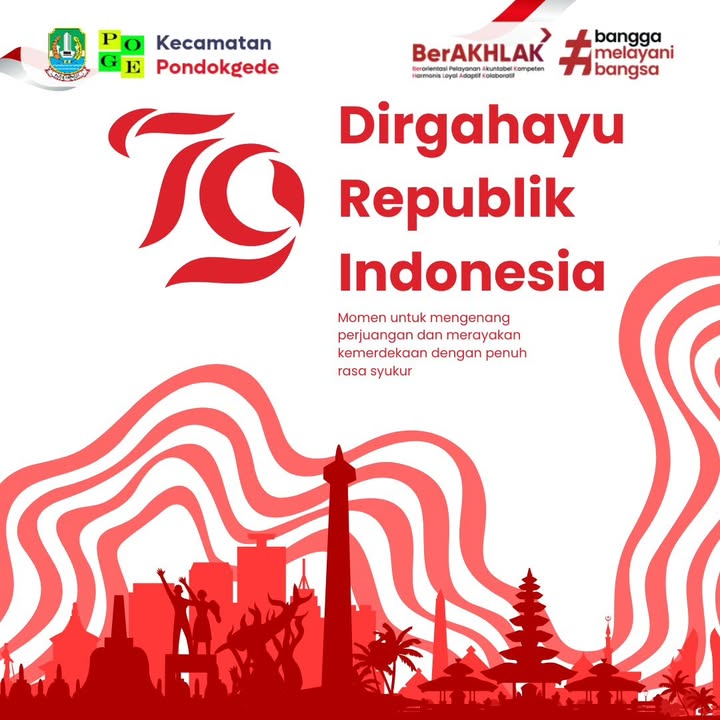 POGE
Kecamatan
Pondokgede
BerAKHLAK
Berorientasi Pelayanan Akuntabel Kompeten
Harmonis Loyal Adaptif Kolaboratif
#bangga
melayani
bangsa
79
Dirgahayu
Republik
Indonesia
Momen untuk mengenang
perjuangan dan merayakan
kemerdekaan dengan penuh
rasa syukur